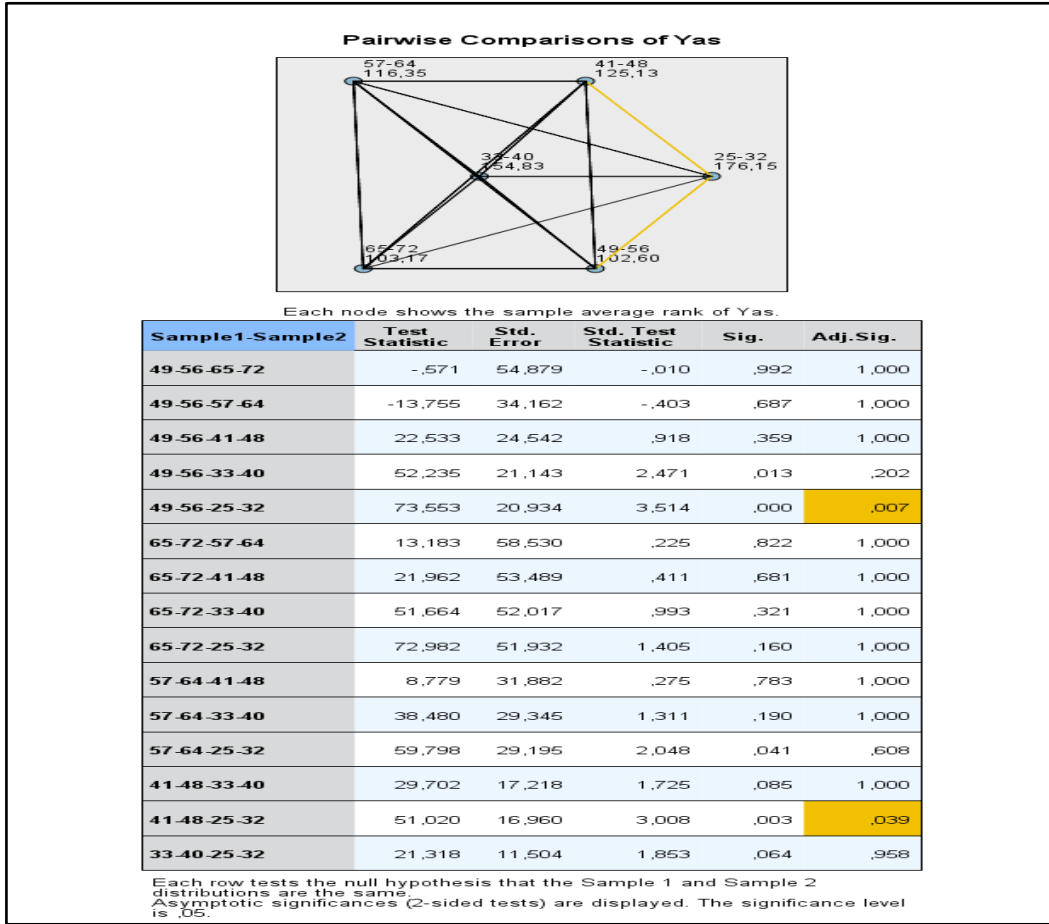 Pairwise Comparisons of Yas
57-64
116,35
41-48
125,13
33-40
154,83
25-32
176,15
65-72
103,17
49-56
102,60
Each node shows the sample average rank of Yas.
Sample1-Sample2 Test Statistic Std. Error Std. Test Statistic Sig. Adj.Sig.
49-56-65-72 -,571 54,879 -,010 ,992 1,000
49-56-57-64 -13,755 34,162 -,403 ,687 1,000
49-56-41-48 22,533 24,542 ,918 ,359 1,000
49-56-33-40 52,235 21,143 2,471 ,013 ,202
49-56-25-32 73,553 20,934 3,514 ,000 ,007
65-72-57-64 13,183 58,530 ,225 ,822 1,000
65-72-41-48 21,962 53,489 ,411 ,681 1,000
65-72-33-40 51,664 52,017 ,993 ,321 1,000
65-72-25-32 72,982 51,932 1,405 ,160 1,000
57-64-41-48 8,779 31,882 ,275 ,783 1,000
57-64-33-40 38,480 29,345 1,311 ,190 1,000
57-64-25-32 59,798 29,195 2,048 ,041 ,608
41-48-33-40 29,702 17,218 1,725 ,085 1,000
41-48-25-32 51,020 16,960 3,008 ,003 ,039
33-40-25-32 21,318 11,504 1,853 ,064 ,958
Each row tests the null hypothesis that the Sample 1 and Sample 2
distributions are the same.
Asymptotic significances (2-sided tests) are displayed. The significance level
is ,05.